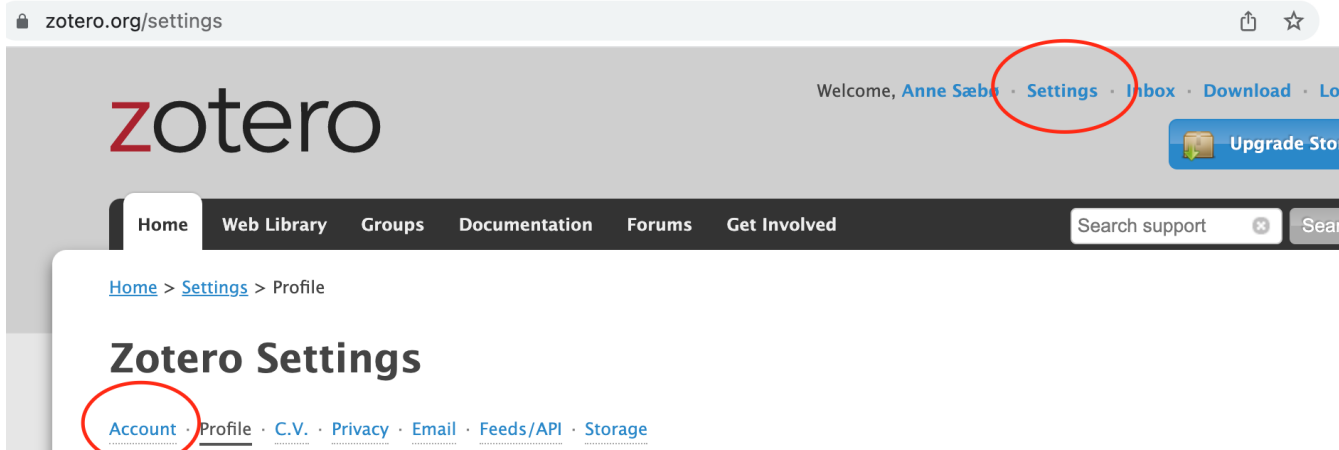 zotero.org/settings
Welcome, Anne Sæbø · Settings · Inbox · Download · Lo
zotero
Upgrade Sto
Home Web Library Groups Documentation Forums Get Involved Search support Sear
Home > Settings > Profile
Zotero Settings
Account · Profile · C.V. · Privacy · Email · Feeds/API · Storage